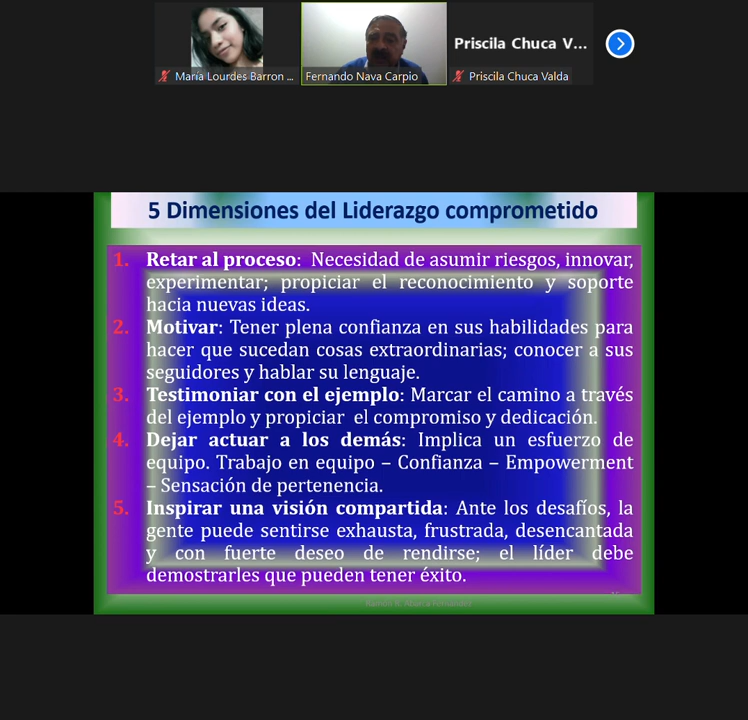 Priscila Chuca V...
María Lourdes Barron ...
Fernando Nava Carpio
Priscila Chuca Valda
5 Dimensiones del Liderazgo comprometido
1. Retar al proceso: Necesidad de asumir riesgos, innovar,
experimentar; propiciar el reconocimiento y soporte
hacia nuevas ideas.
2. Motivar: Tener plena confianza en sus habilidades para
hacer que sucedan cosas extraordinarias; conocer a sus
seguidores y hablar su lenguaje.
3. Testimoniar con el ejemplo: Marcar el camino a través
del ejemplo y propiciar el compromiso y dedicación.
4. Dejar actuar a los demás: Implica un esfuerzo de
equipo. Trabajo en equipo – Confianza – Empowerment
– Sensación de pertenencia.
5. Inspirar una visión compartida: Ante los desafíos, la
gente puede sentirse exhausta, frustrada, desencantada
y con fuerte deseo de rendirse; el líder debe
demostrarles que pueden tener éxito.
Ramón R. Abarca Fernández